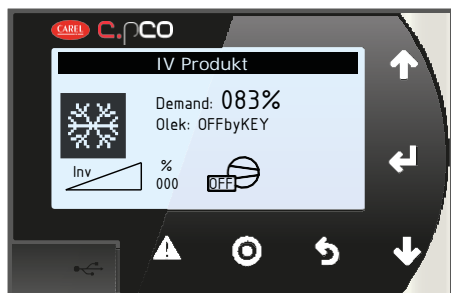 CAREL c.pCO
IV Produkt
Demand: 083%
Olek: OFFbyKEY
Inv
%
000
OFF